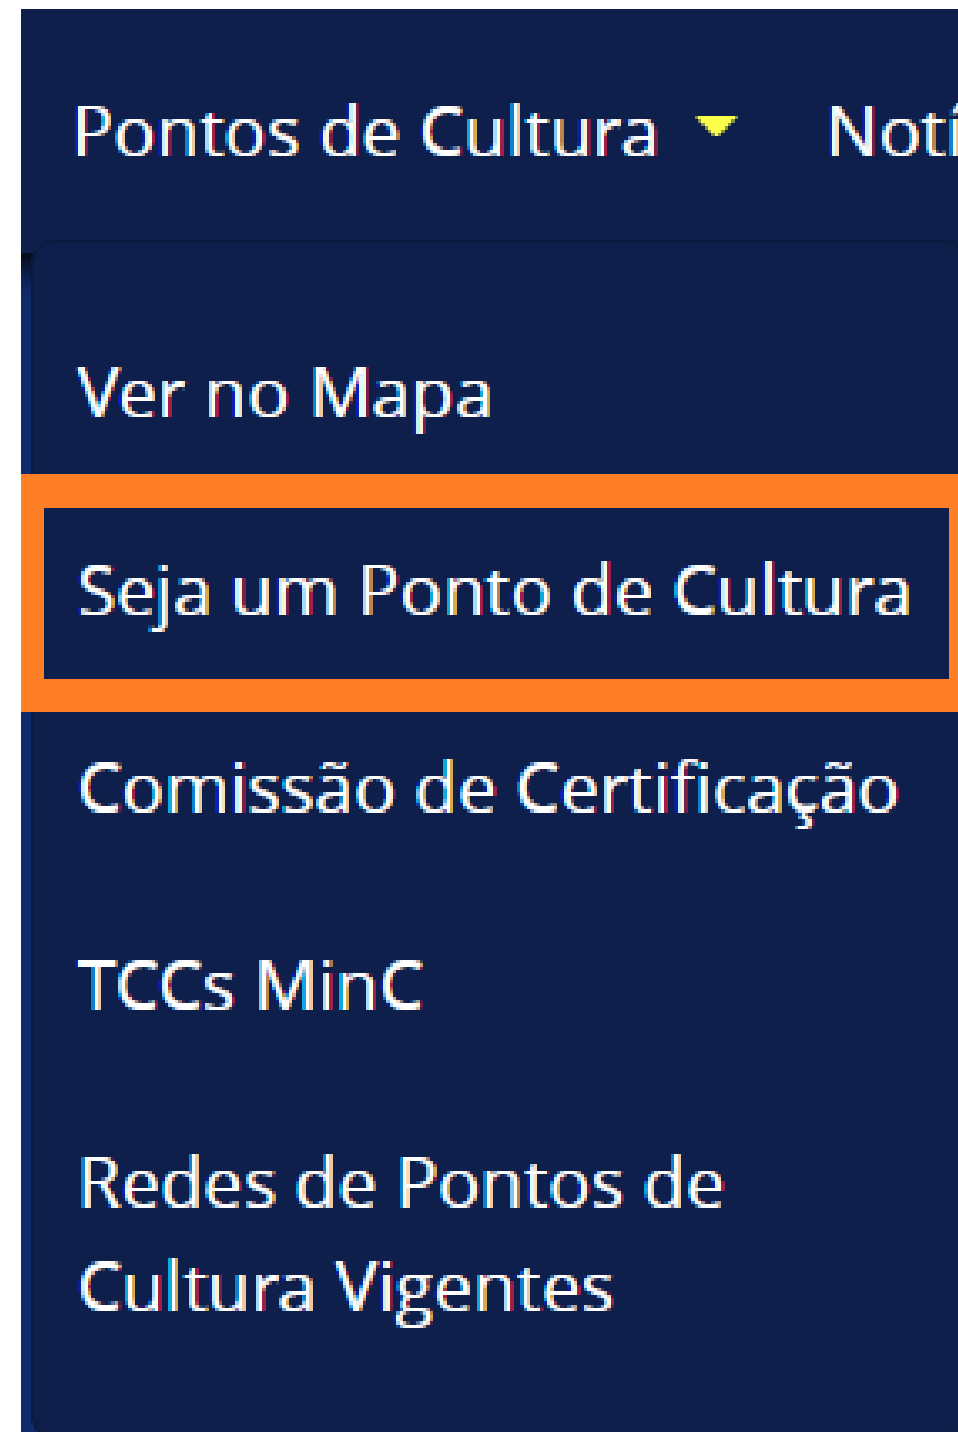 Pontos de Cultura Notí
Ver no Mapa
Seja um Ponto de Cultura
Comissão de Certificação
TCCs MinC
Redes de Pontos de
Cultura Vigentes